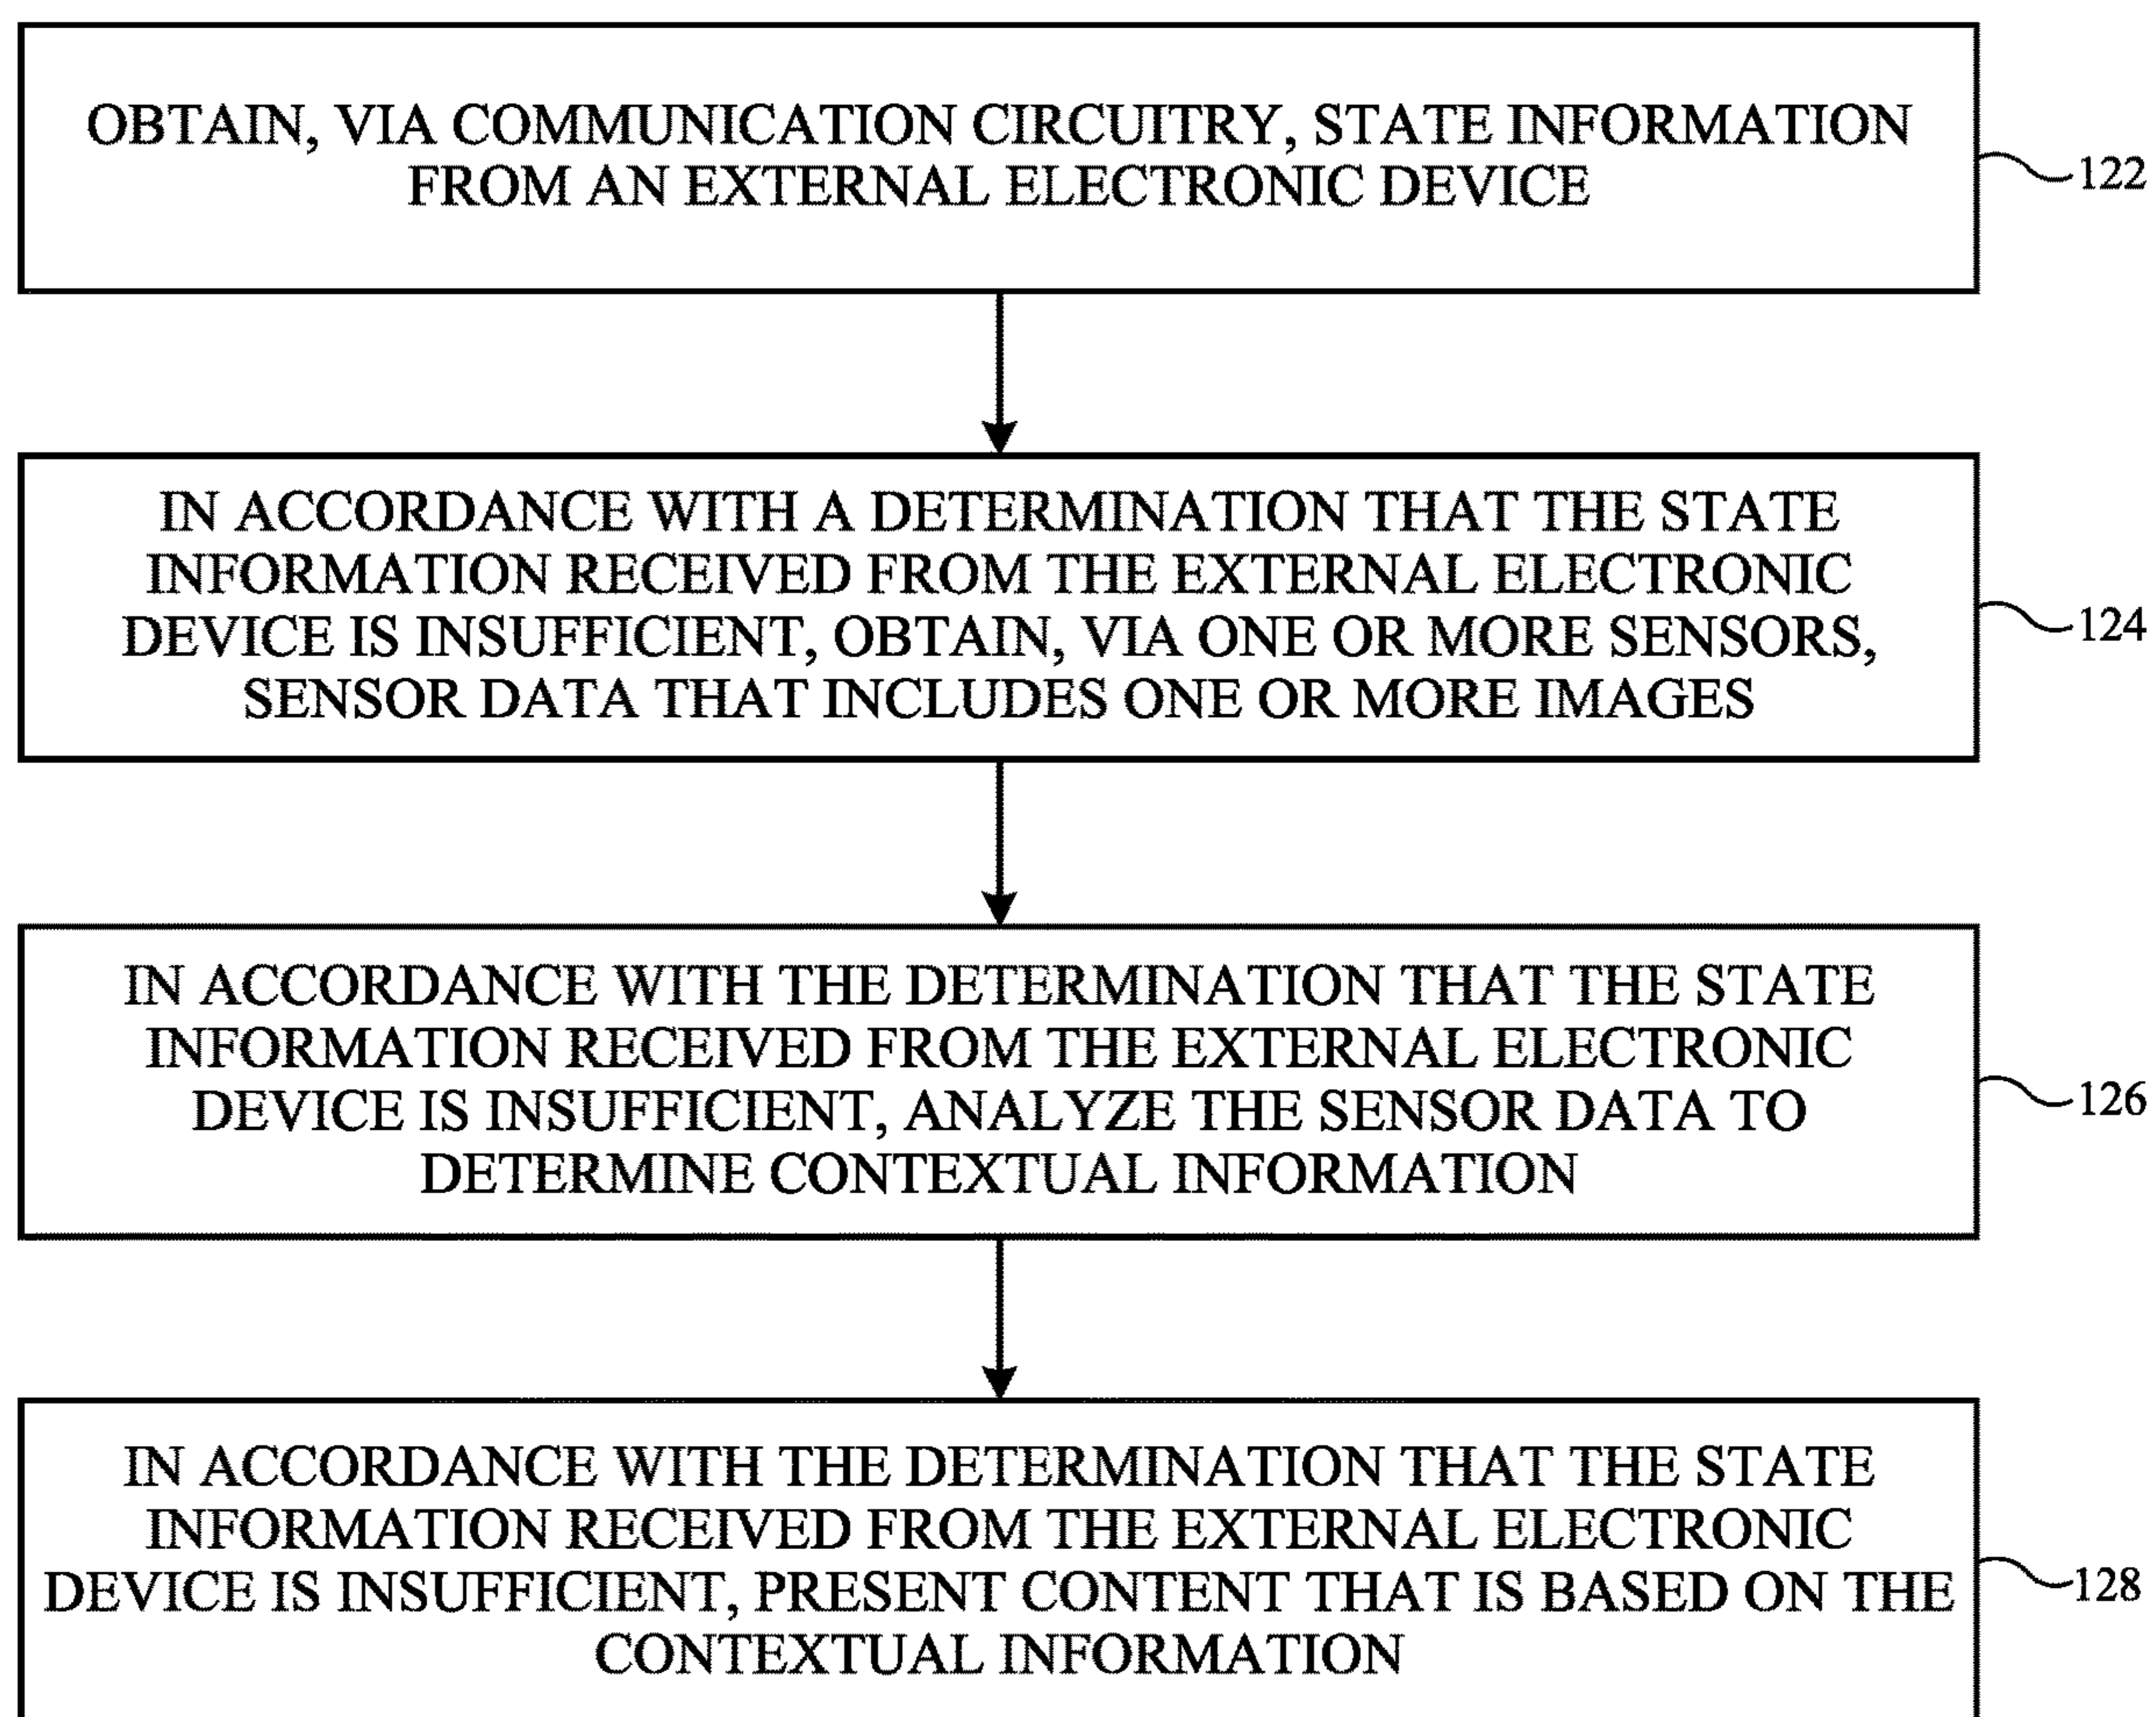 OBTAIN, VIA COMMUNICATION CIRCUITRY, STATE INFORMATION
FROM AN EXTERNAL ELECTRONIC DEVICE
122
IN ACCORDANCE WITH A DETERMINATION THAT THE STATE
INFORMATION RECEIVED FROM THE EXTERNAL ELECTRONIC
DEVICE IS INSUFFICIENT, OBTAIN, VIA ONE OR MORE SENSORS,
SENSOR DATA THAT INCLUDES ONE OR MORE IMAGES
124
IN ACCORDANCE WITH THE DETERMINATION THAT THE STATE
INFORMATION RECEIVED FROM THE EXTERNAL ELECTRONIC
DEVICE IS INSUFFICIENT, ANALYZE THE SENSOR DATA TO
DETERMINE CONTEXTUAL INFORMATION
126
IN ACCORDANCE WITH THE DETERMINATION THAT THE STATE
INFORMATION RECEIVED FROM THE EXTERNAL ELECTRONIC
DEVICE IS INSUFFICIENT, PRESENT CONTENT THAT IS BASED ON THE
CONTEXTUAL INFORMATION
128